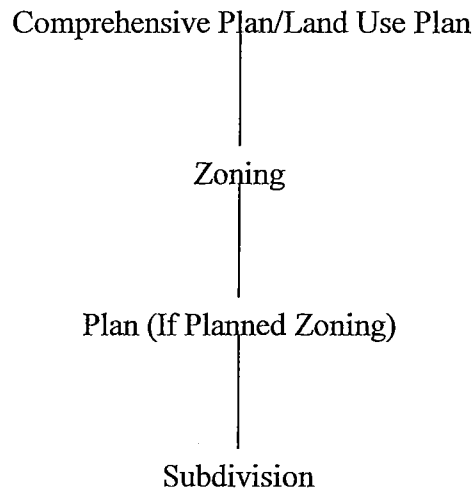 Comprehensive Plan/Land Use Plan
Zoning
Plan (If Planned Zoning)
Subdivision